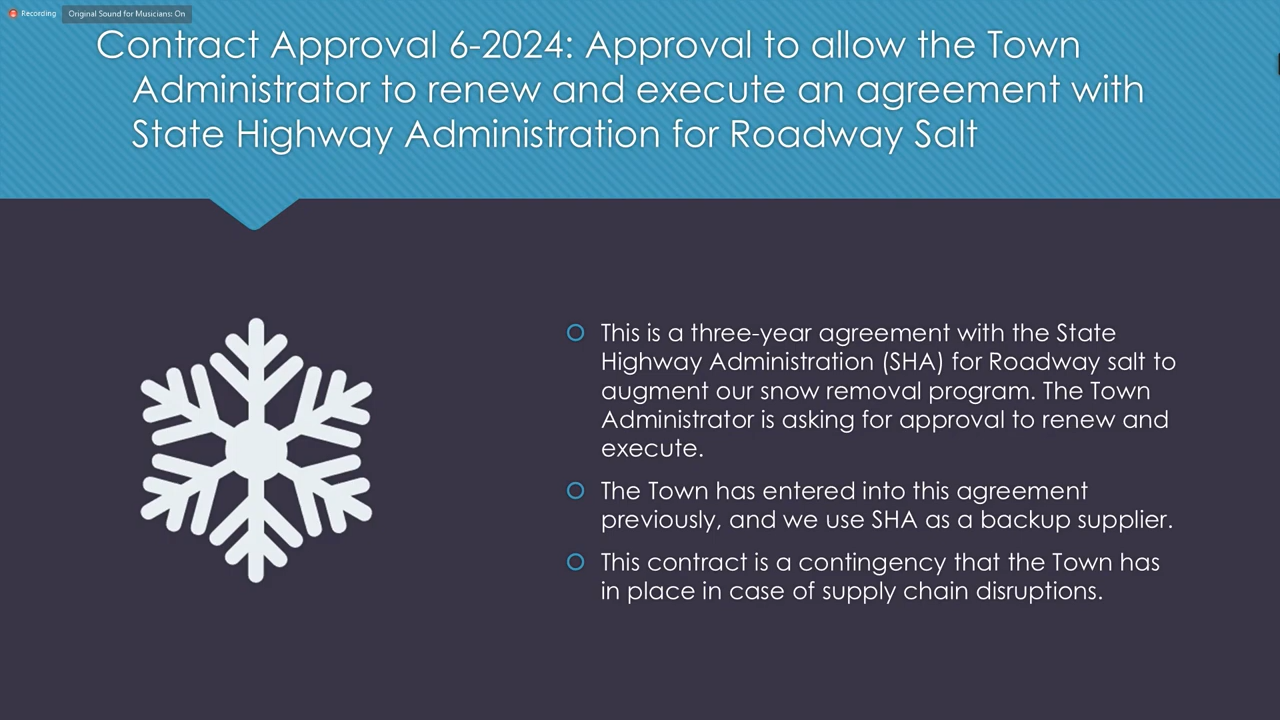 Recording
Original Sound for Musicians: On
Contract Approval 6-2024: Approval to allow the Town
Administrator to renew and execute an agreement with
State Highway Administration for Roadway Salt
This is a three-year agreement with the State
Highway Administration (SHA) for Roadway salt to
augment our snow removal program. The Town
Administrator is asking for approval to renew and
execute.
The Town has entered into this agreement
previously, and we use SHA as a backup supplier.
This contract is a contingency that the Town has
in place in case of supply chain disruptions.